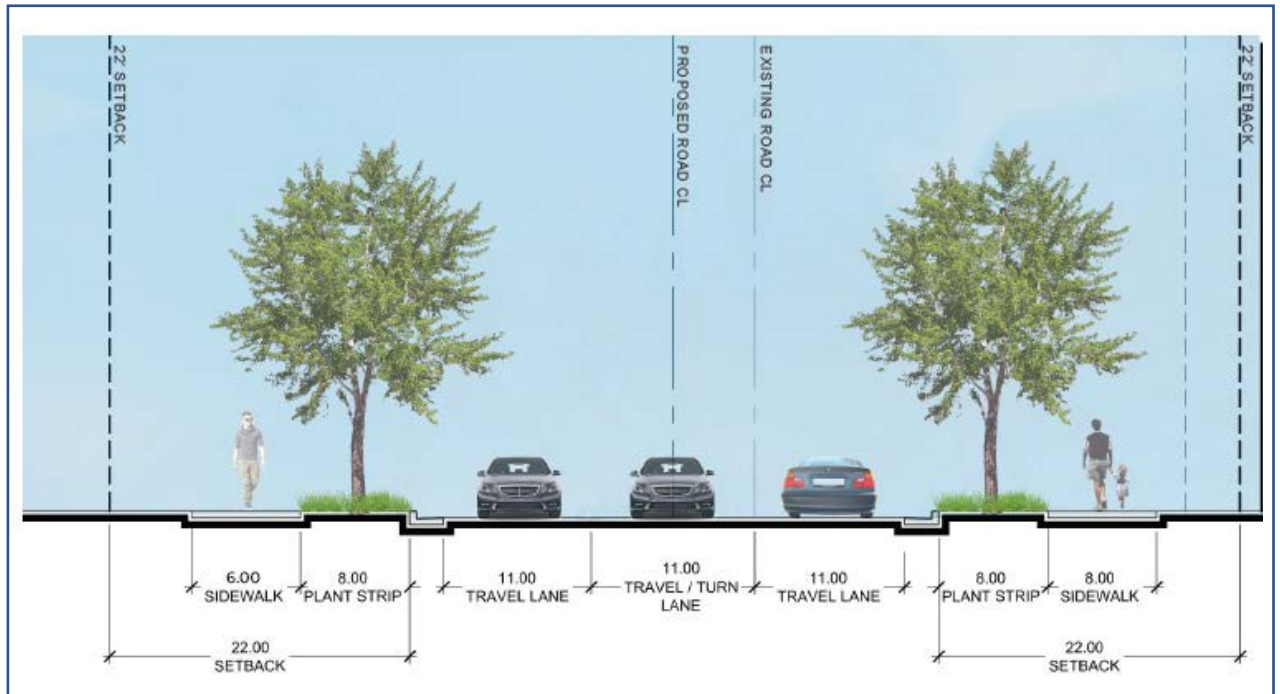 22' SETBACK
PROPOSED ROAD CL
EXISTING ROAD CL
22' SETBACK
6.00
SIDEWALK
8.00
PLANT STRIP
11.00
TRAVEL LANE
11.00
TRAVEL / TURN
LANE
11.00
TRAVEL LANE
8.00
PLANT STRIP
8.00
SIDEWALK
22.00
SETBACK
22.00
SETBACK